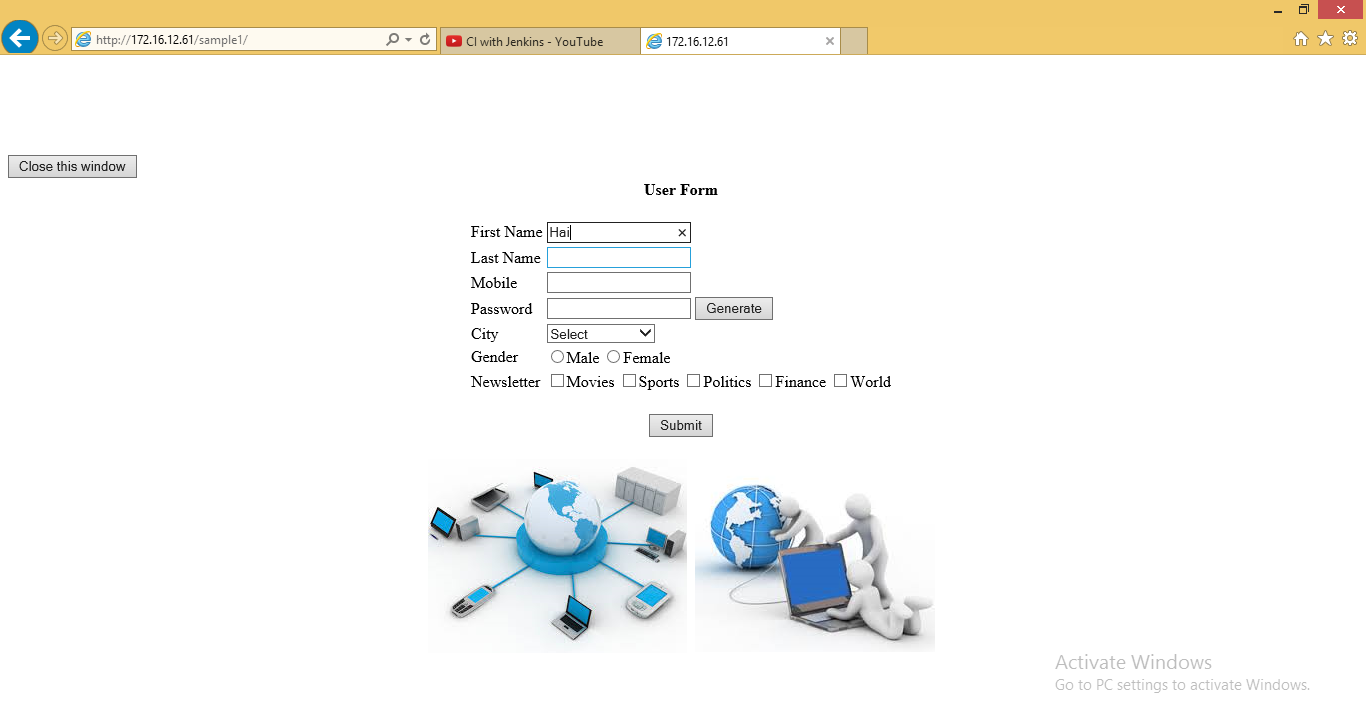 http://172.16.12.61/sample1/
CI with Jenkins - YouTube
172.16.12.61
Close this window
User Form
First Name Hai
Last Name
Mobile
Password Generate
City Select
Gender Male Female
Newsletter Movies Sports Politics Finance World
Submit
Activate Windows
Go to PC settings to activate Windows.